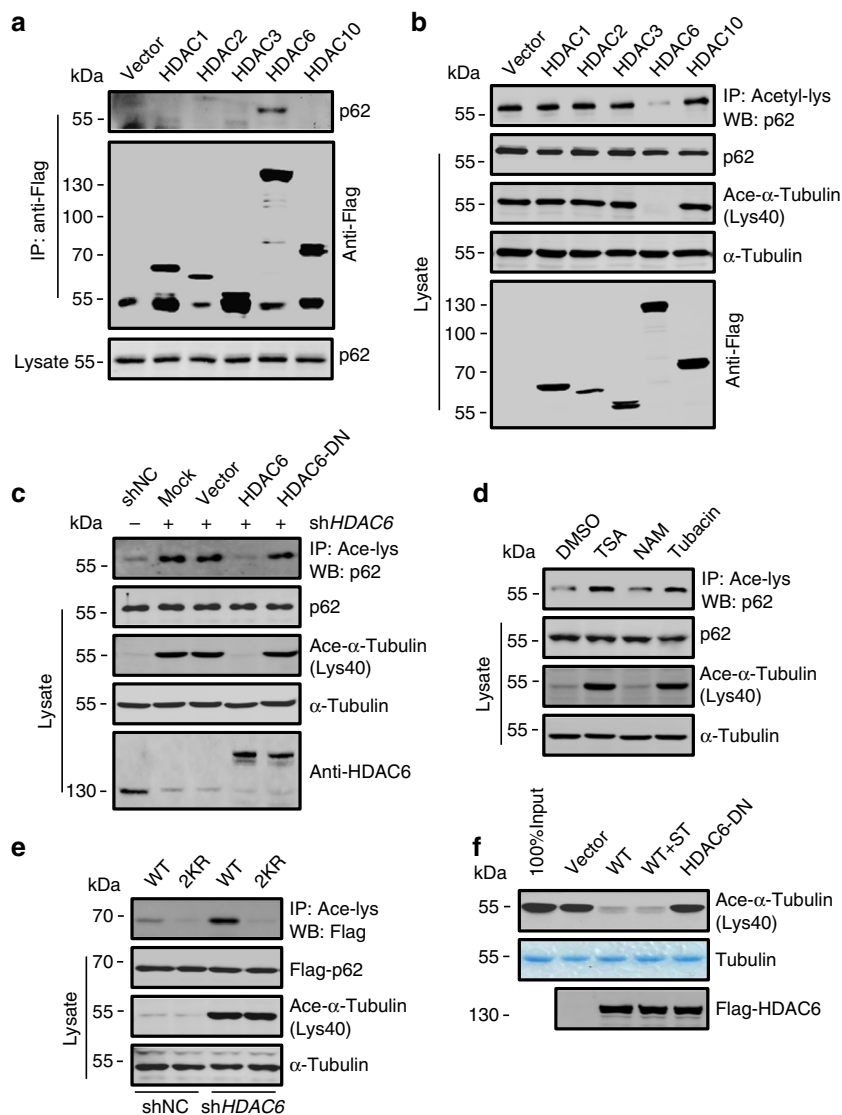 a
kDa
Vector
HDAC1
HDAC2
HDAC3
HDAC6
HDAC10
55
p62
IP: anti-Flag
130
100
70
55
Anti-Flag
Lysate 55
p62
b
kDa
Vector
HDAC1
HDAC2
HDAC3
HDAC6
HDAC10
55
IP: Acetyl-lys
WB: p62
55
p62
55
Ace-α-Tubulin
(Lys40)
55
α-Tubulin
Lysate
130
100
70
55
Anti-Flag
c
kDa
shNC
Mock
Vector
HDAC6
HDAC6-DN
– + + + + shHDAC6
55
IP: Ace-lys
WB: p62
55
p62
55
Ace-α-Tubulin
(Lys40)
55
α-Tubulin
Lysate
130
Anti-HDAC6
d
kDa
DMSO
TSA
NAM
Tubacin
55
IP: Ace-lys
WB: p62
55
p62
55
Ace-α-Tubulin
(Lys40)
55
α-Tubulin
Lysate
e
kDa
WT
2KR
WT
2KR
70
IP: Ace-lys
WB: Flag
70
Flag-p62
55
Ace-α-Tubulin
(Lys40)
55
α-Tubulin
Lysate
shNC shHDAC6
f
kDa
100%Input
Vector
WT
WT+ST
HDAC6-DN
55
Ace-α-Tubulin
(Lys40)
55
Tubulin
130
Flag-HDAC6